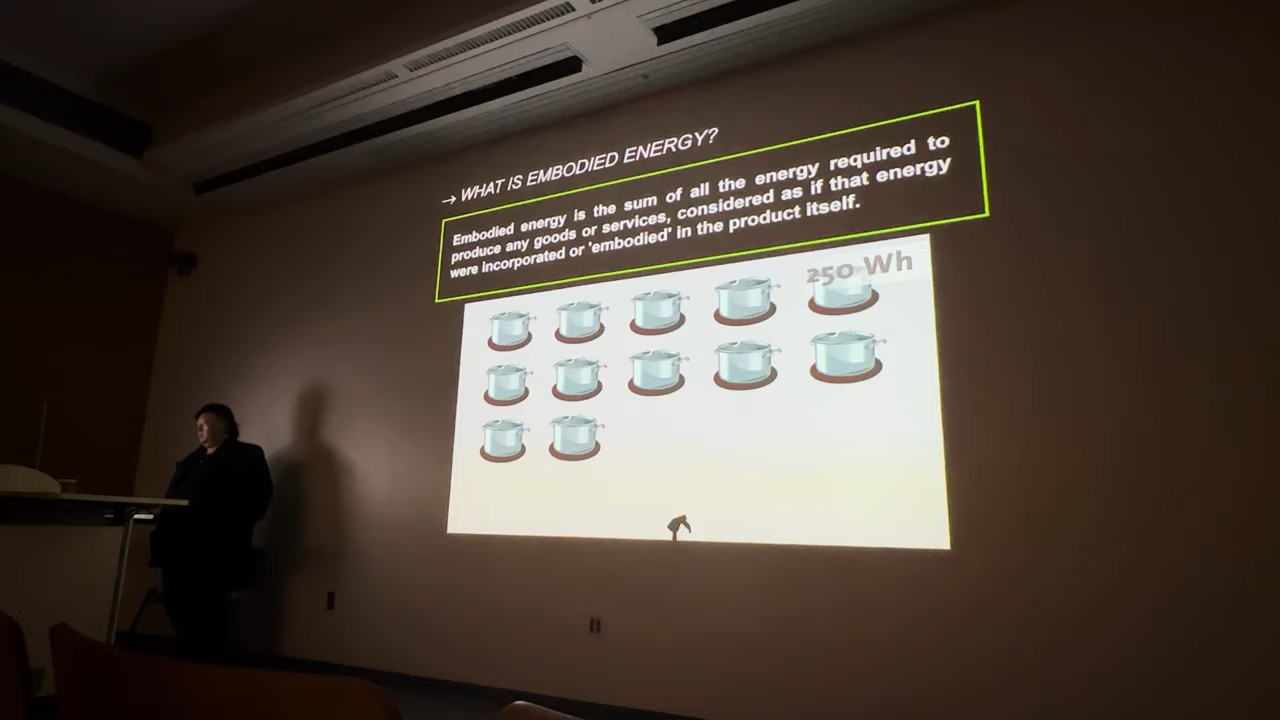 → WHAT IS EMBODIED ENERGY?
Embodied energy is the sum of all the energy required to
produce any goods or services, considered as if that energy
were incorporated or 'embodied' in the product itself.
250 Wh